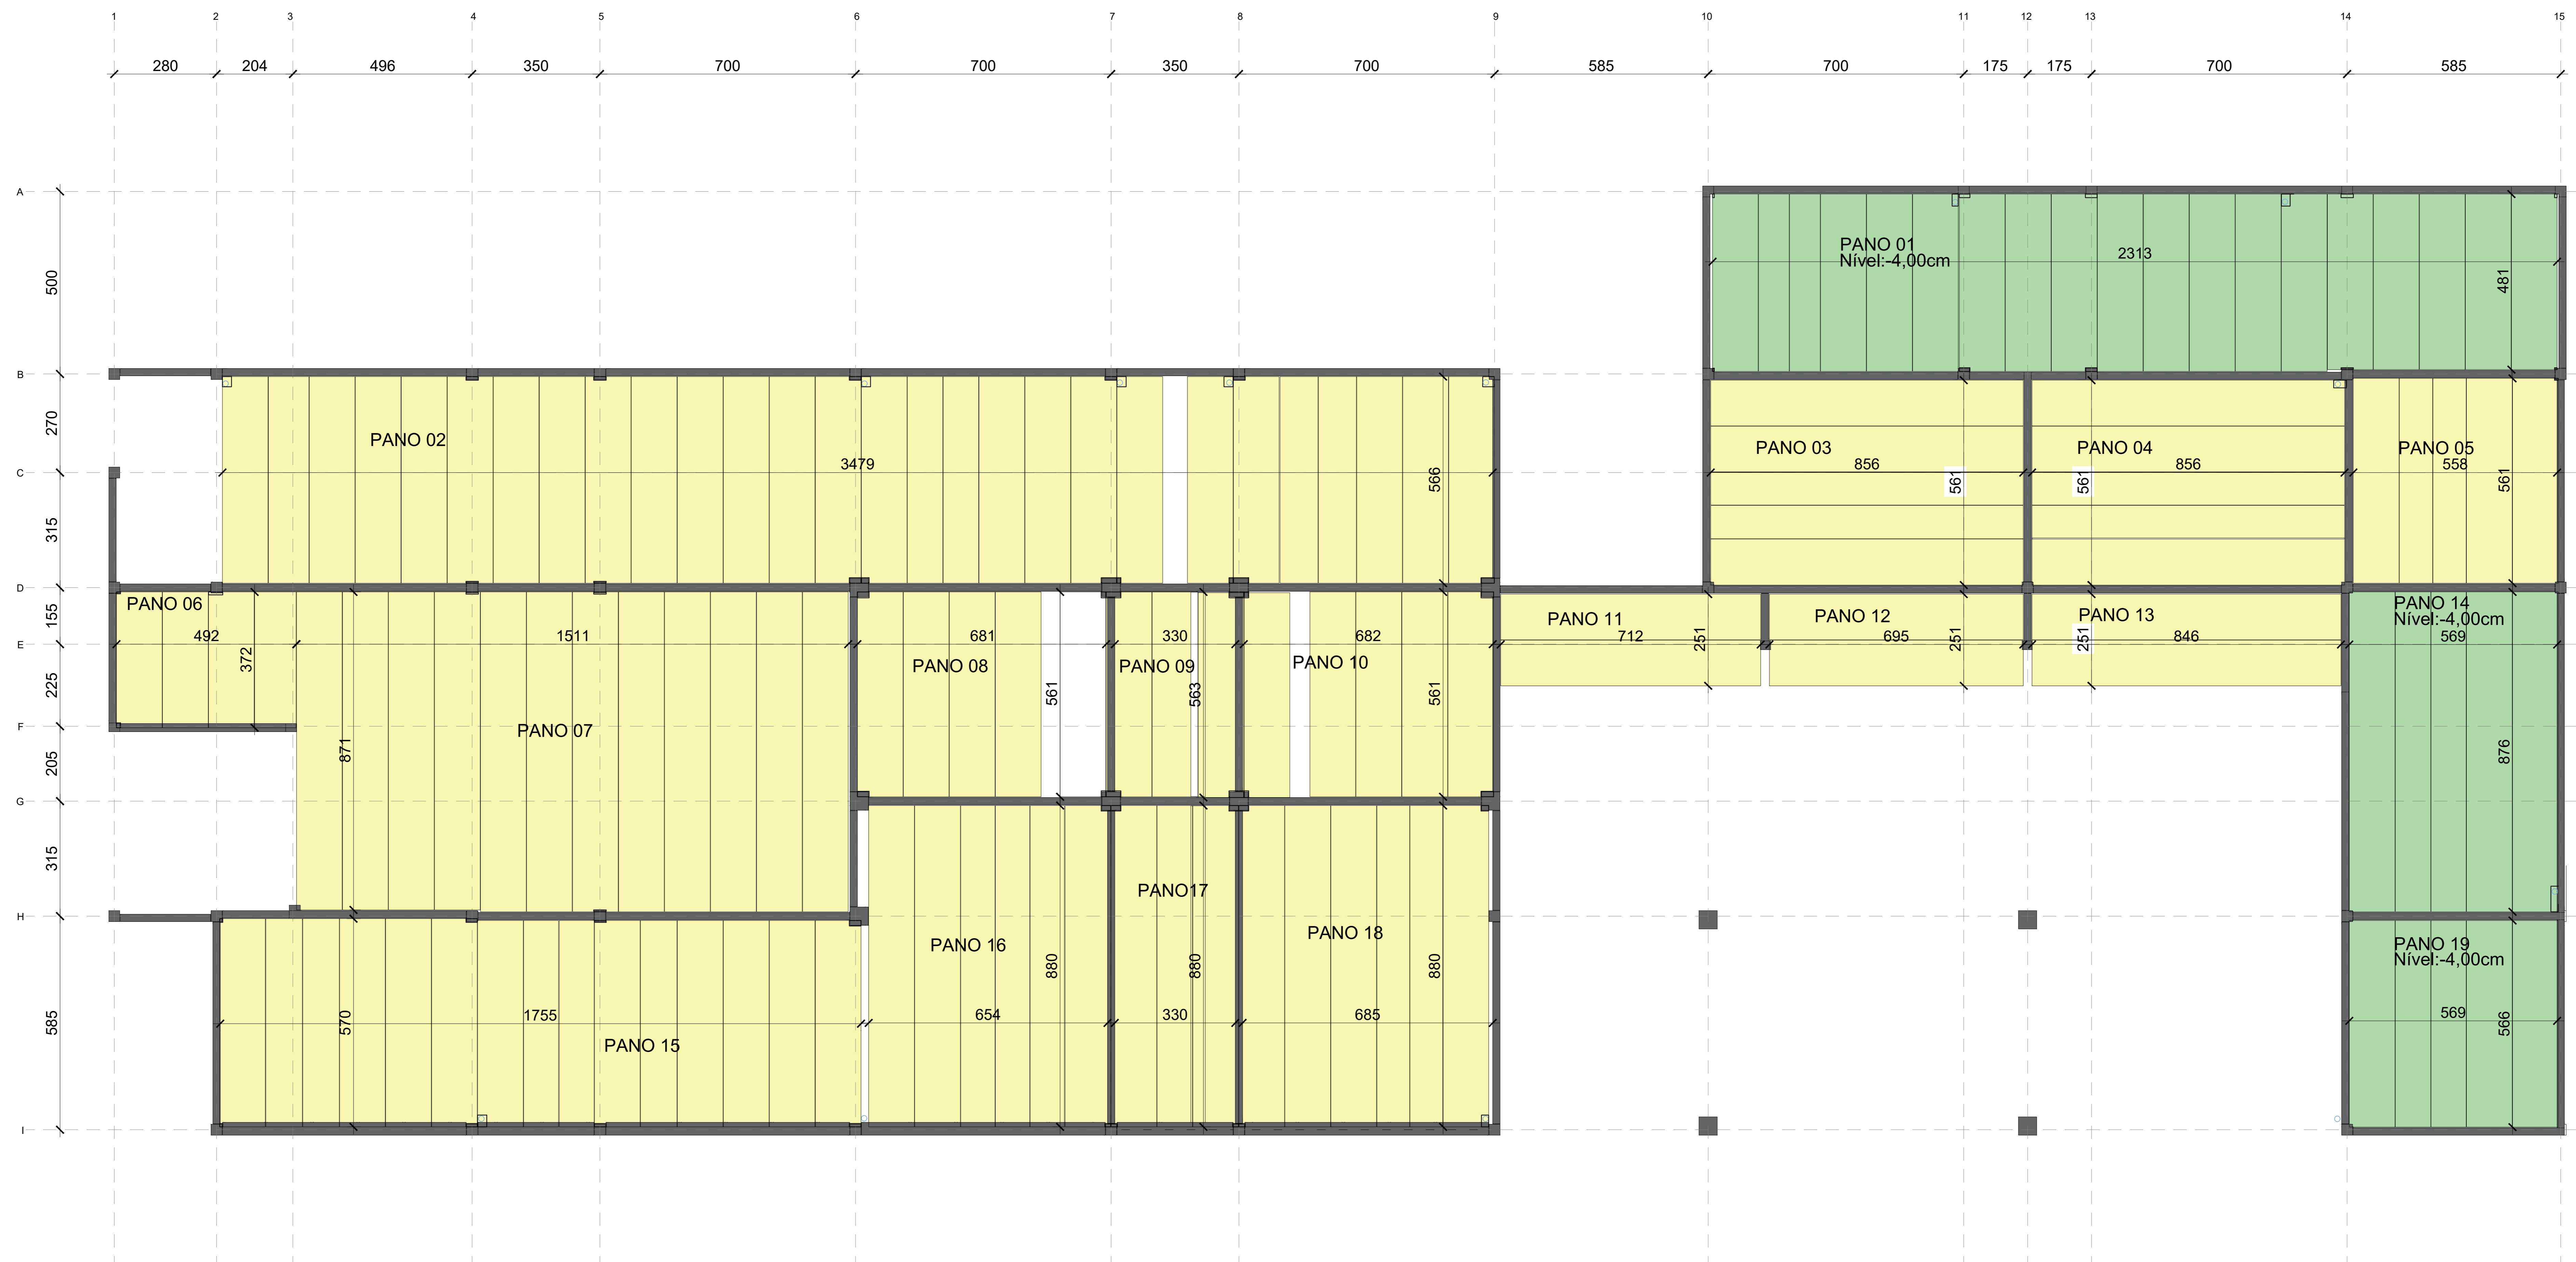 1 2 3 4 5 6 7 8 9 10 11 12 13 14 15
280 204 496 350 700 700 350 700 585 700 175 175 700 585
A
500
PANO 01
Nível:-4,00cm
2313
481
B
270
PANO 02
PANO 03
PANO 04
PANO 05
C
3479
566
856
561
856
561
558
561
315
D
155
PANO 06
PANO 11
PANO 12
PANO 13
PANO 14
Nível:-4,00cm
E
492
372
1511
681
330
682
712
251
695
251
846
251
569
225
PANO 08
PANO 09
PANO 10
561
563
561
F
PANO 07
871
205
876
G
315
PANO17
H
PANO 16
PANO 18
PANO 19
Nível:-4,00cm
880
880
880
585
570
1755
654
330
685
569
566
PANO 15
I